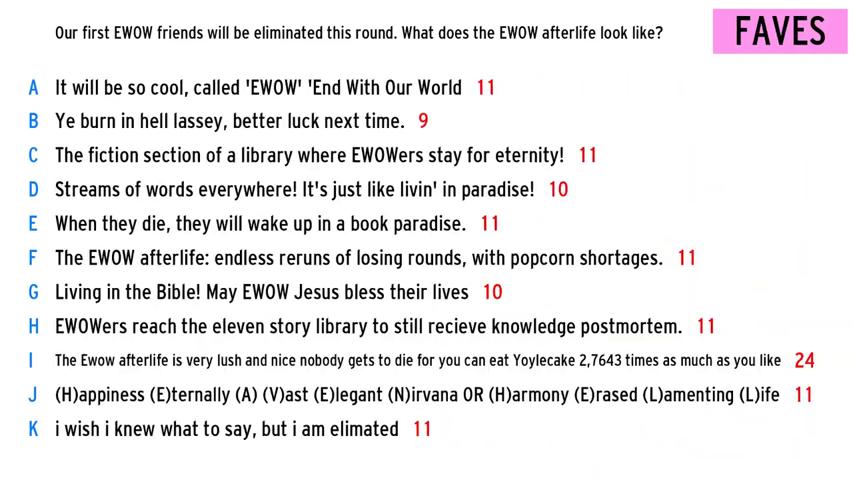 Our first EWOW friends will be eliminated this round. What does the EWOW afterlife look like?
FAVES
A It will be so cool, called 'EWOW' 'End With Our World 11
B Ye burn in hell lassey, better luck next time. 9
C The fiction section of a library where EWOWers stay for eternity! 11
D Streams of words everywhere! It's just like livin' in paradise! 10
E When they die, they will wake up in a book paradise. 11
F The EWOW afterlife: endless reruns of losing rounds, with popcorn shortages. 11
G Living in the Bible! May EWOW Jesus bless their lives 10
H EWOWers reach the eleven story library to still recieve knowledge postmortem. 11
I The Ewow afterlife is very lush and nice nobody gets to die for you can eat Yoylecake 2,7643 times as much as you like 24
J (H)appiness (E)ternally (A) (V)ast (E)legant (N)irvana OR (H)armony (E)rased (L)amenting (L)ife 11
K i wish i knew what to say, but i am elimated 11